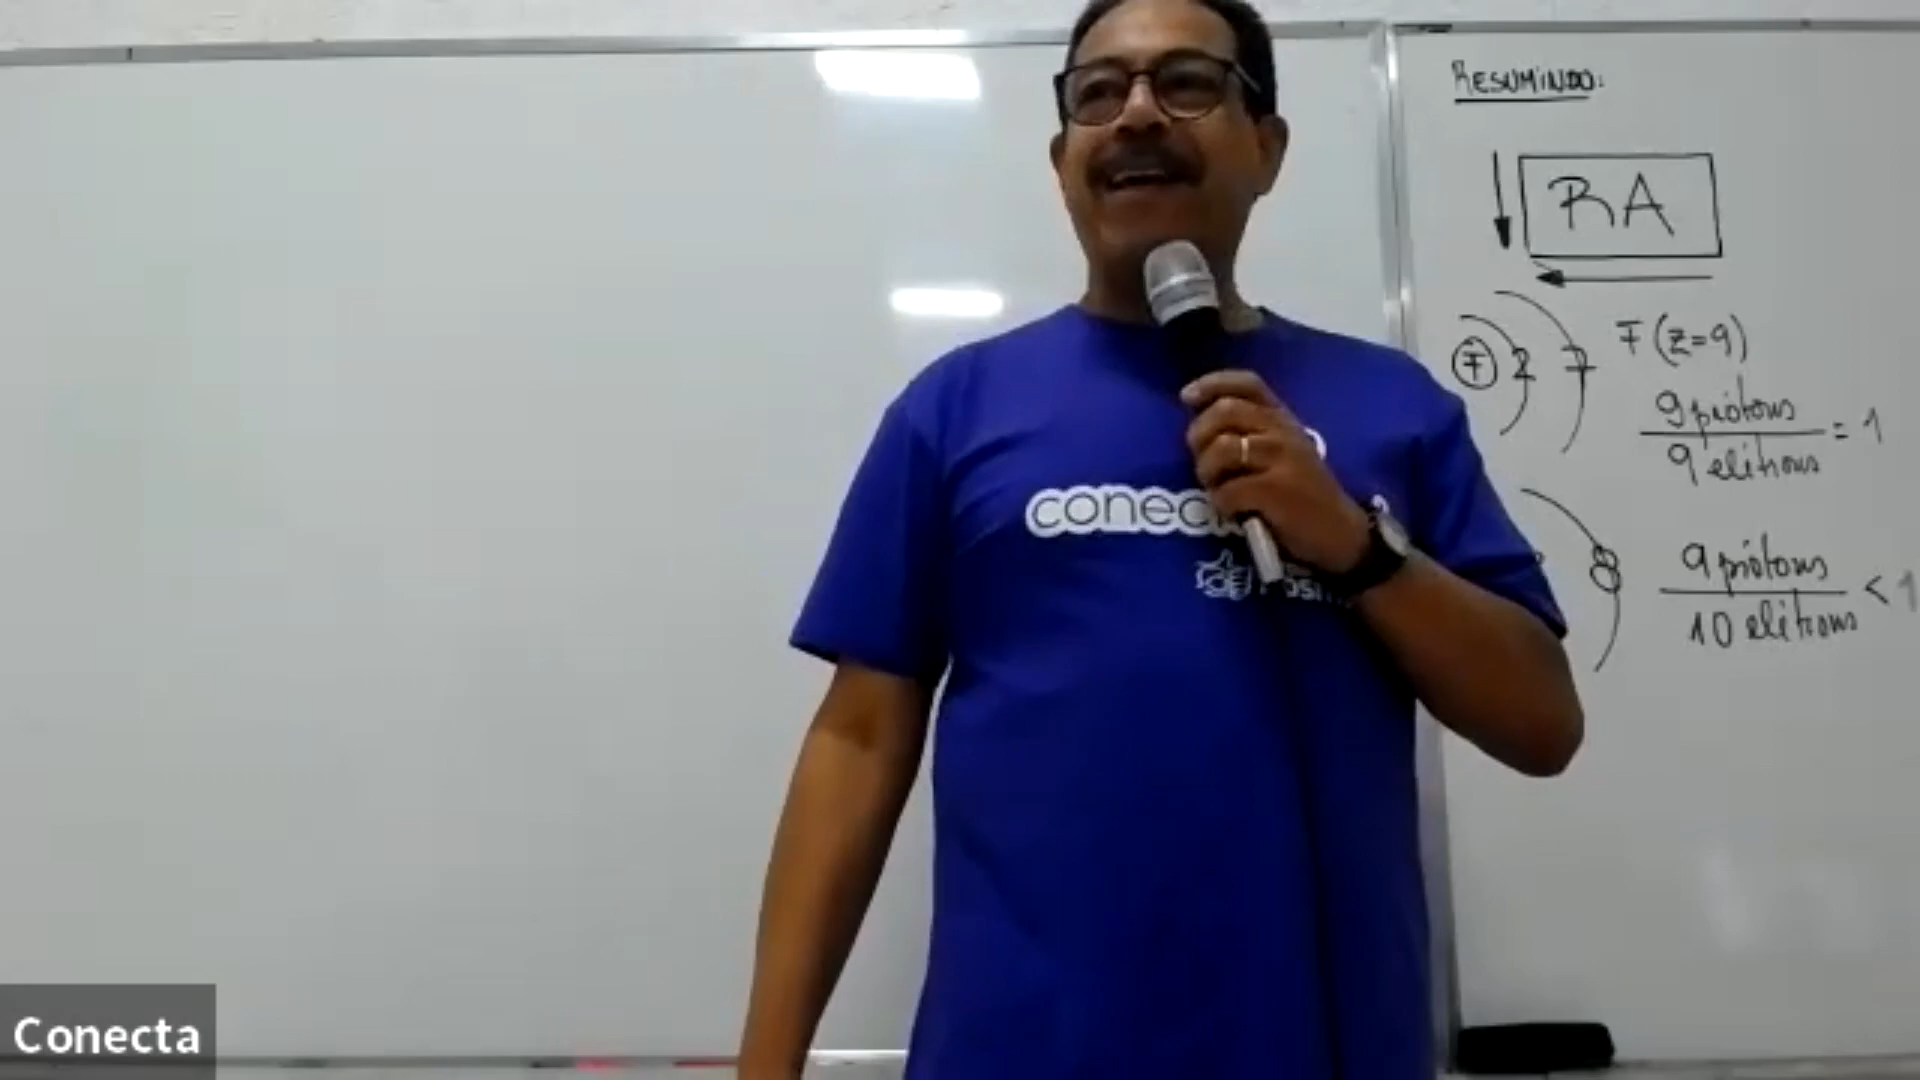 RESUMINDO:
RA
F 2 7 F (Z=9)
9 prótons
9 elétrons = 1
8
9 prótons
10 elétrons < 1
conec
Conecta